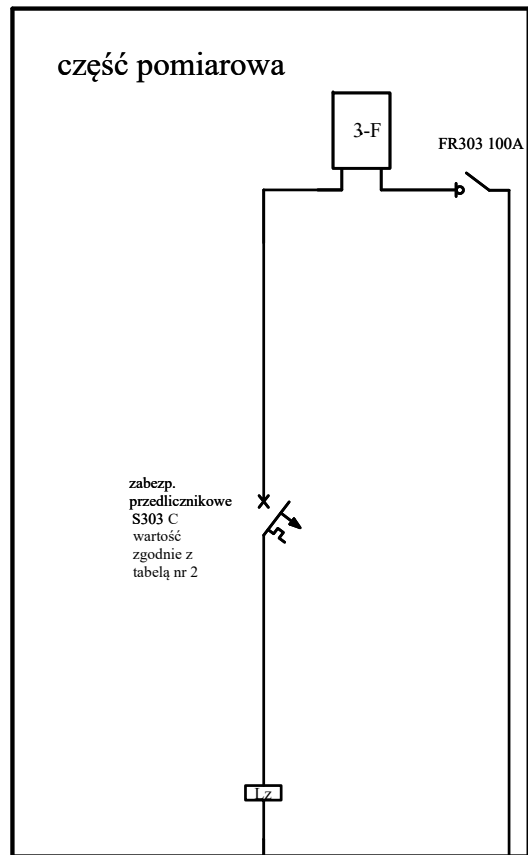 część pomiarowa
3-F
FR303 100A
zabezp.
przedlicznikowe
S303 C
wartość
zgodnie z
tabelą nr 2
Lz